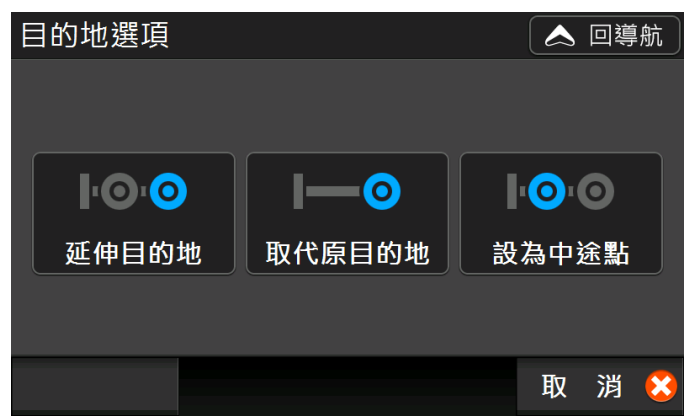 目的地選項
回導航
延伸目的地
取代原目的地
設為中途點
取 消